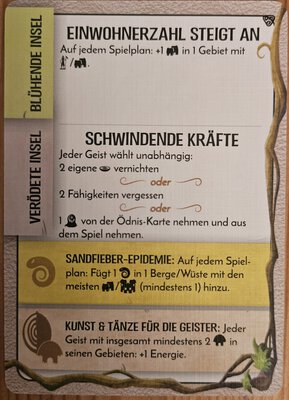 BLÜHENDE INSEL
EINWOHNERZAHL STEIGT AN
Auf jedem Spielplan: +1 in 1 Gebiet mit
/ .
VERÖDETE INSEL
SCHWINDENDE KRÄFTE
Jeder Geist wählt unabhängig:
2 eigene vernichten
oder
2 Fähigkeiten vergessen
oder
1 von der Ödnis-Karte nehmen und aus
dem Spiel nehmen.
SANDFIEBER-EPIDEMIE: Auf jedem Spiel-
plan: Fügt 1 in 1 Berge/Wüste mit den
meisten / (mindestens 1) hinzu.
KUNST & TÄNZE FÜR DIE GEISTER: Jeder
Geist mit insgesamt mindestens 2 in
seinen Gebieten: +1 Energie.